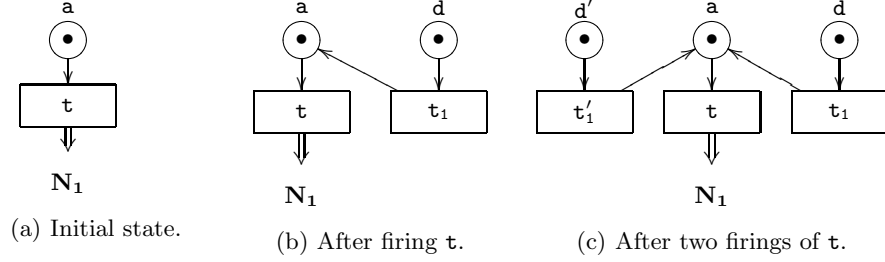 a
t
N₁
(a) Initial state.
a d
t t₁
N₁
(b) After firing t.
d′ a d
t′₁ t t₁
N₁
(c) After two firings of t.